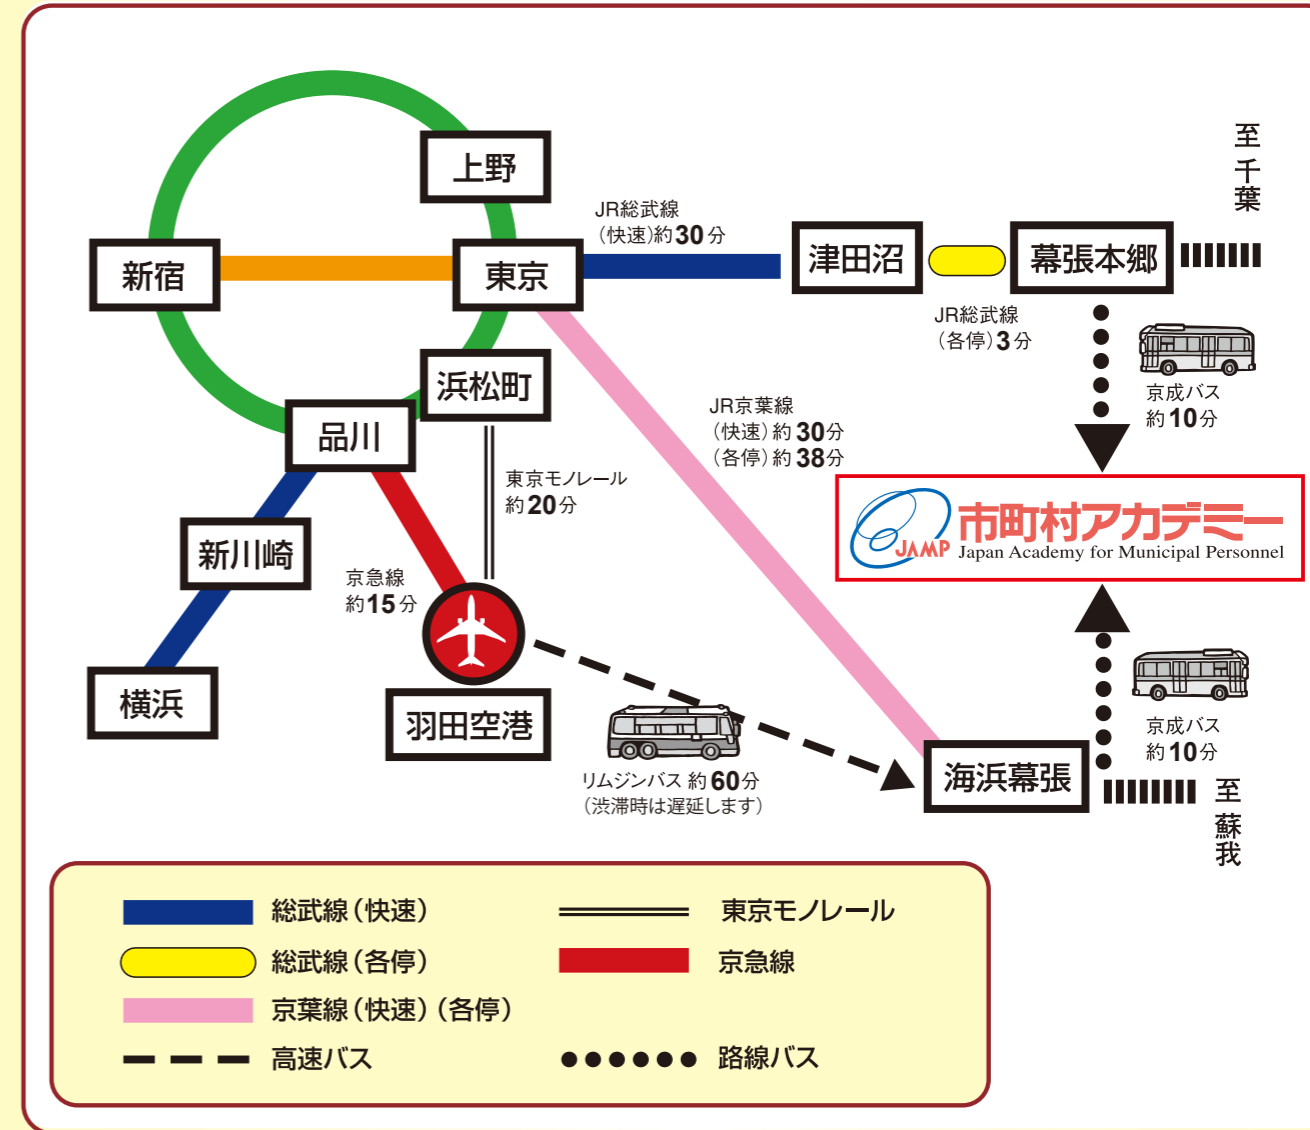 上野
新宿
東京
JR総武線
(快速)約30分
津田沼
幕張本郷
至 千葉
JR総武線
(各停)3分
京成バス
約10分
浜松町
品川
JR京葉線
(快速)約30分
(各停)約38分
東京モノレール
約20分
市町村アカデミー
JAMP
Japan Academy for Municipal Personnel
新川崎
京急線
約15分
横浜
羽田空港
リムジンバス 約60分
(渋滞時は遅延します)
海浜幕張
京成バス
約10分
至 蘇我
総武線(快速)
東京モノレール
総武線(各停)
京急線
京葉線(快速)(各停)
高速バス
路線バス